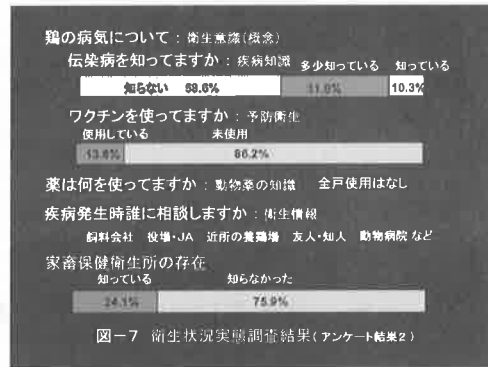 鶏の病気について：衛生意識(概念)
伝染病を知ってますか：疾病知識
多少知っている 知っている
知らない 58.6% 31.0% 10.3%
ワクチンを使ってますか：予防衛生
使用している 未使用
13.8% 86.2%
薬は何を使ってますか：動物薬の知識 全戸使用はなし
疾病発生時誰に相談しますか：衛生情報
飼料会社 役場・JA 近所の養鶏場 友人・知人 動物病院 など
家畜保健衛生所の存在
知っている 知らなかった
24.1% 75.9%
図－7 衛生状況実態調査結果(アンケート結果2)